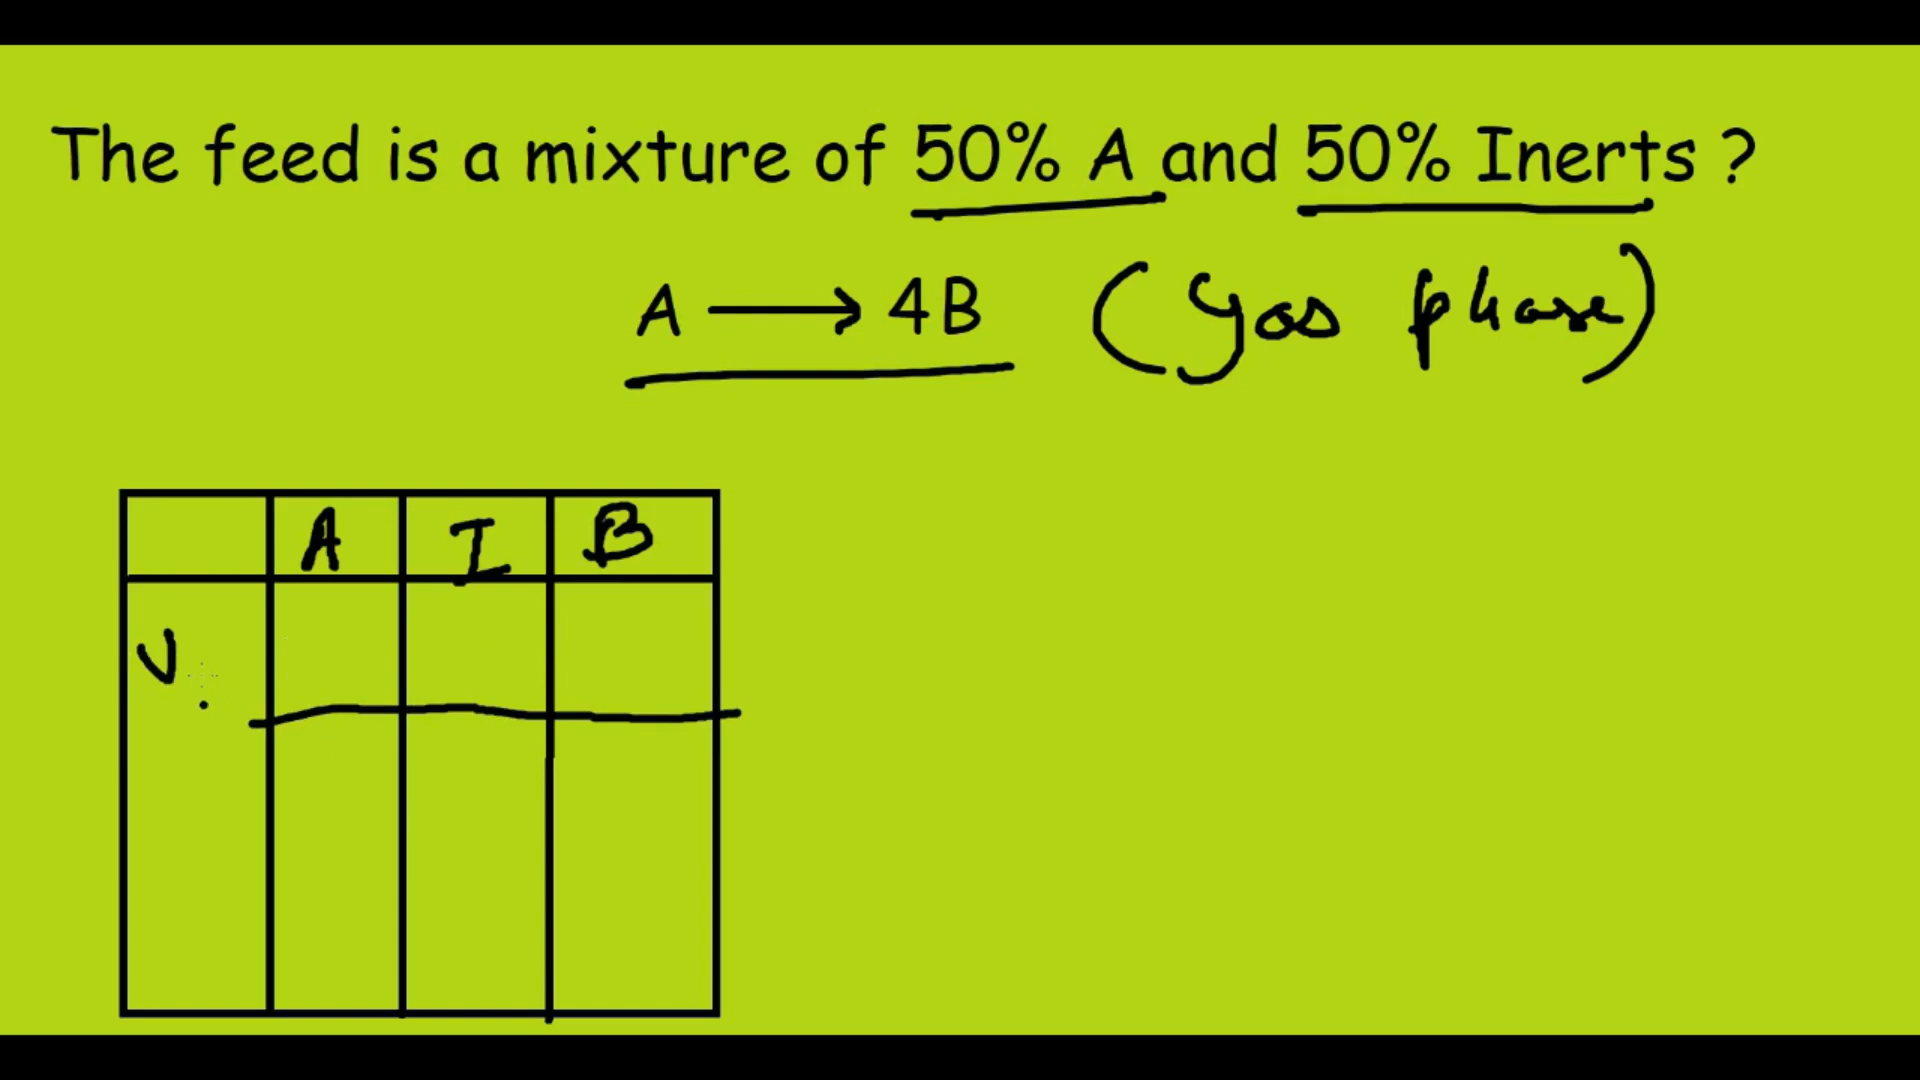 The feed is a mixture of 50% A and 50% Inerts ?
A ⟶ 4B (gas phase)
A I B
V